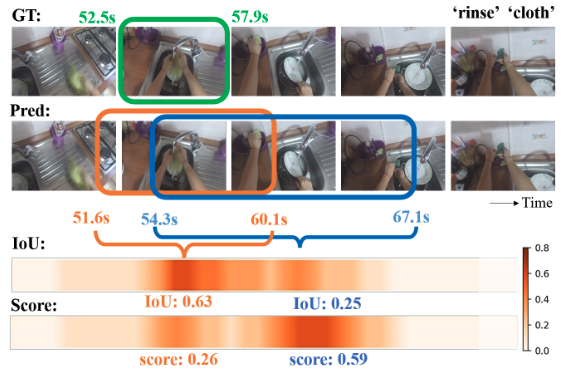 GT: 52.5s 57.9s 'rinse' 'cloth'
Pred:
Time
51.6s 54.3s 60.1s 67.1s
IoU:
IoU: 0.63 IoU: 0.25
Score:
score: 0.26 score: 0.59
0.8
0.6
0.4
0.2
0.0